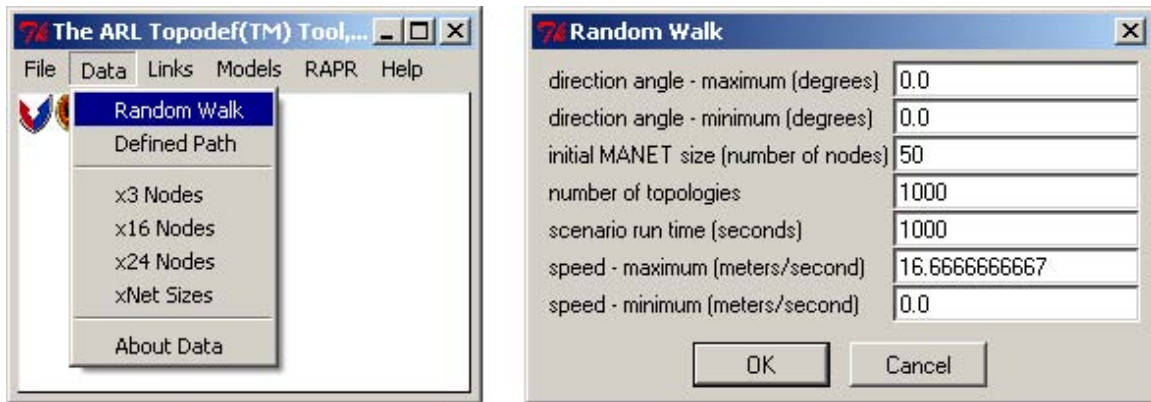 The ARL Topodef(TM) Tool,...
File Data Links Models RAPR Help
Random Walk
Defined Path
x3 Nodes
x16 Nodes
x24 Nodes
xNet Sizes
About Data
Random Walk
direction angle - maximum (degrees) 0.0
direction angle - minimum (degrees) 0.0
initial MANET size (number of nodes) 50
number of topologies 1000
scenario run time (seconds) 1000
speed - maximum (meters/second) 16.6666666667
speed - minimum (meters/second) 0.0
OK Cancel